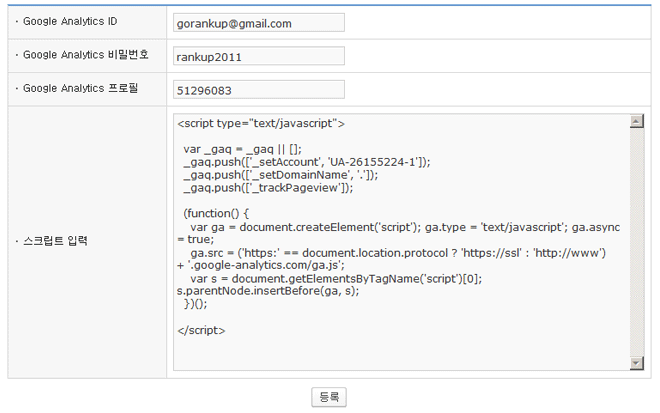 · Google Analytics ID
gorankup@gmail.com
· Google Analytics 비밀번호
rankup2011
· Google Analytics 프로필
51296083
· 스크립트 입력
<script type="text/javascript">
var _gaq = _gaq || [];
_gaq.push(['_setAccount', 'UA-26155224-1']);
_gaq.push(['_setDomainName', '.']);
_gaq.push(['_trackPageview']);
(function() {
var ga = document.createElement('script'); ga.type = 'text/javascript'; ga.async
= true;
ga.src = ('https:' == document.location.protocol ? 'https://ssl' : 'http://www')
+ '.google-analytics.com/ga.js';
var s = document.getElementsByTagName('script')[0];
s.parentNode.insertBefore(ga, s);
})();
</script>
등록